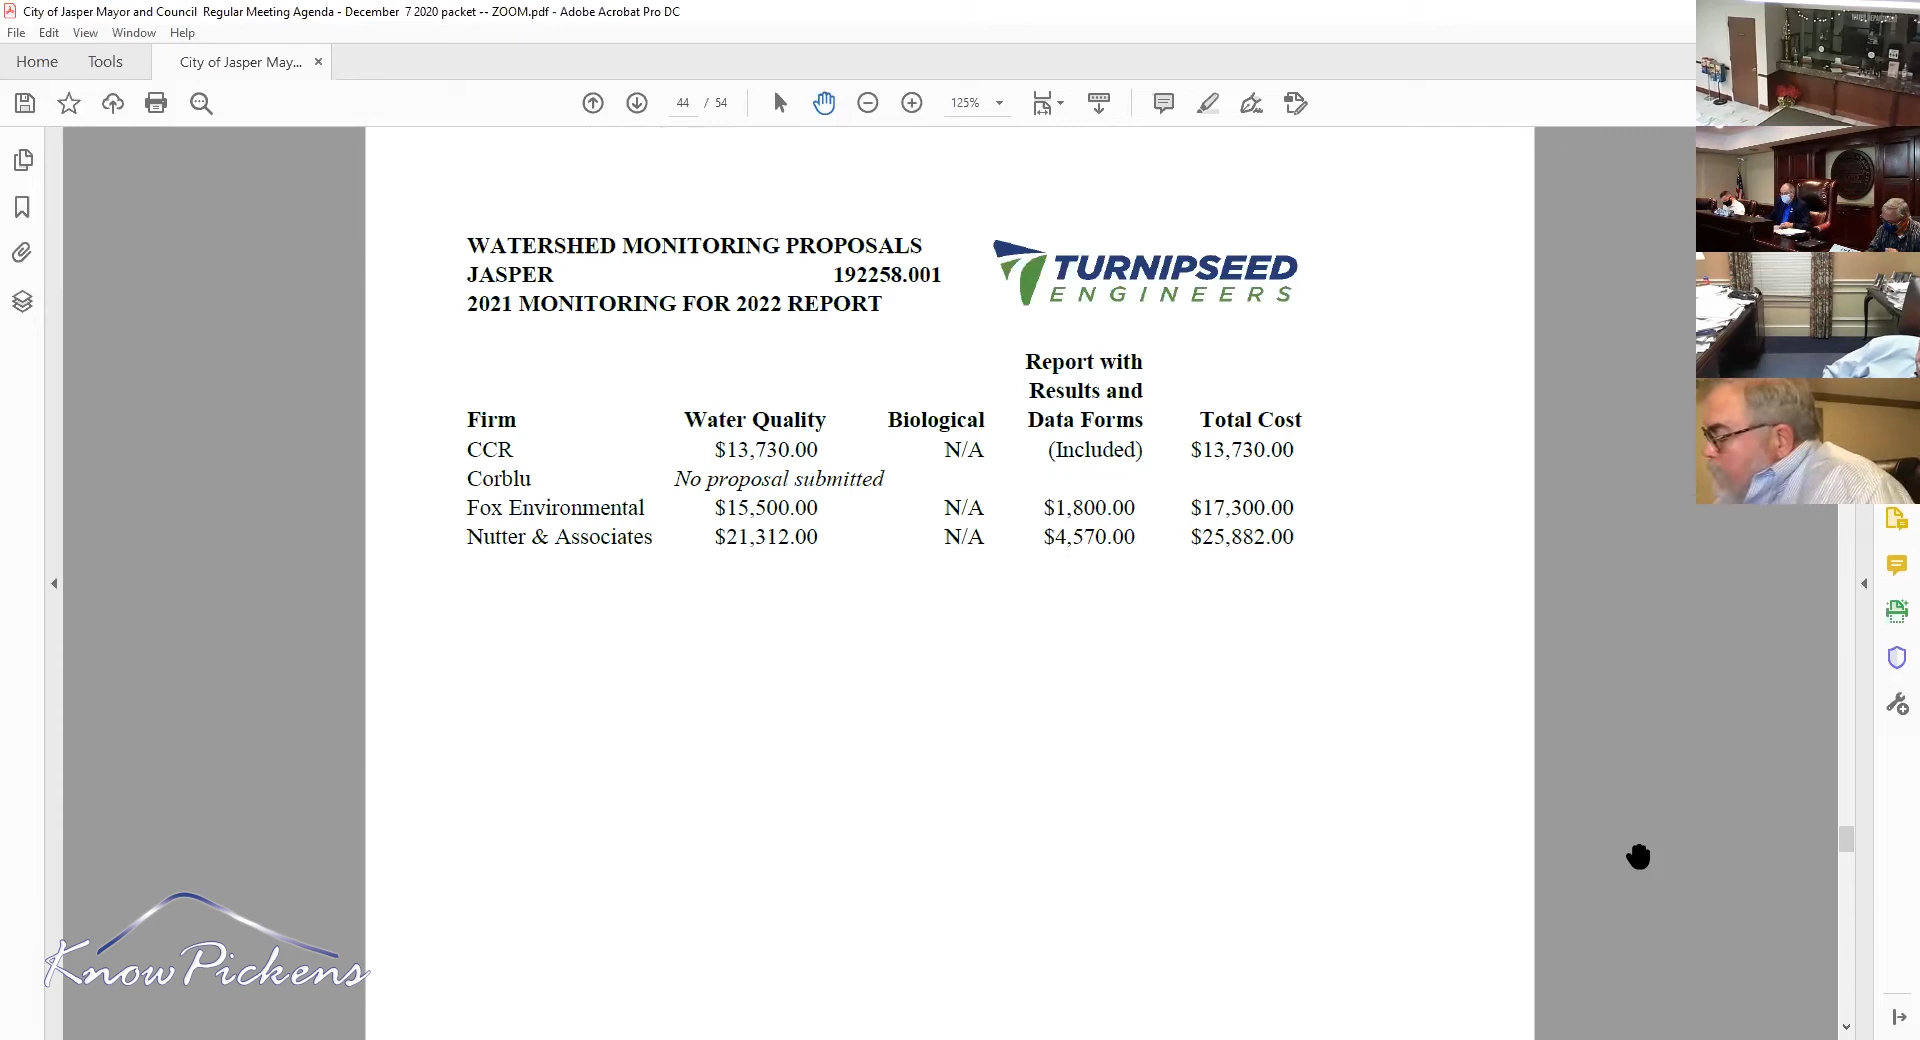 City of Jasper Mayor and Council  Regular Meeting Agenda - December  7 2020 packet -- ZOOM.pdf - Adobe Acrobat Pro DC
File Edit View Window Help
Home Tools City of Jasper May... ×
44 / 54 125%
WATERSHED MONITORING PROPOSALS
JASPER 192258.001
2021 MONITORING FOR 2022 REPORT
TURNIPSEED
ENGINEERS
Report with
Results and
Firm Water Quality Biological Data Forms Total Cost
CCR $13,730.00 N/A (Included) $13,730.00
Corblu No proposal submitted
Fox Environmental $15,500.00 N/A $1,800.00 $17,300.00
Nutter & Associates $21,312.00 N/A $4,570.00 $25,882.00
KnowPickens